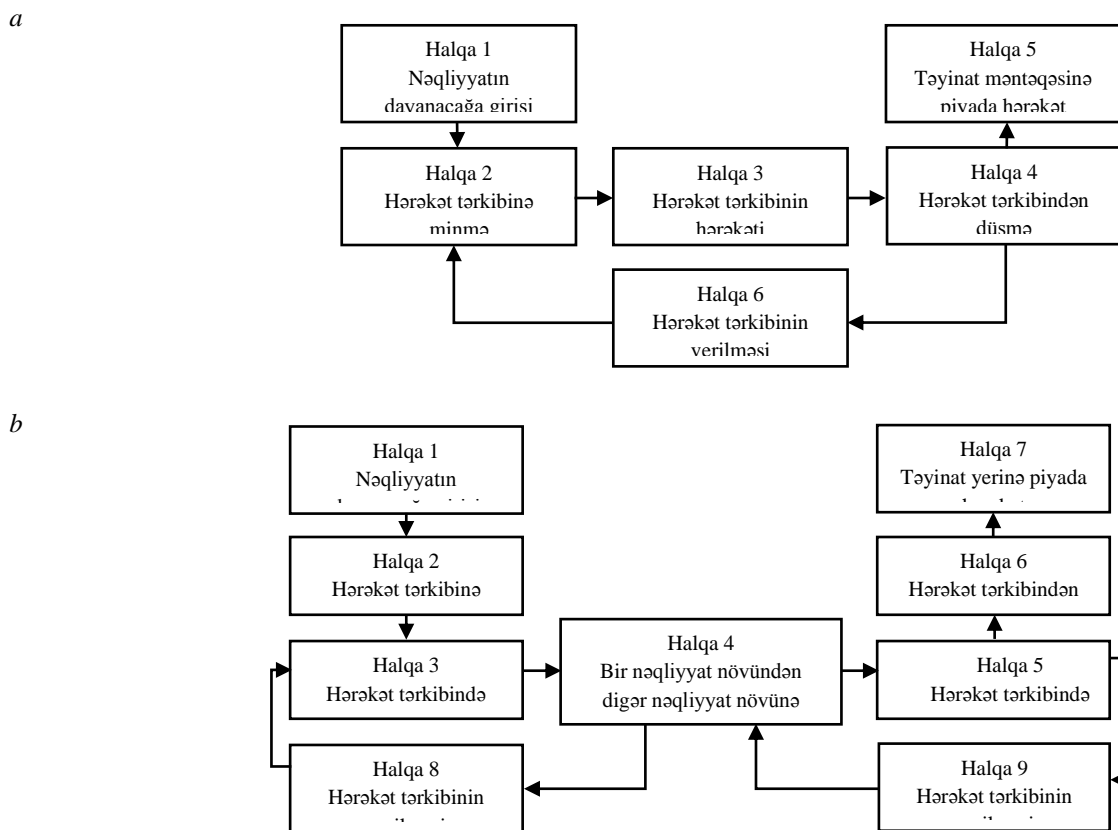 a
Halqa 1
Nəqliyyatın
dayanacağa girişi
Halqa 5
Təyinat məntəqəsinə
piyada hərəkət
Halqa 2
Hərəkət tərkibinə
minmə
Halqa 3
Hərəkət tərkibinin
hərəkəti
Halqa 4
Hərəkət tərkibindən
düşmə
Halqa 6
Hərəkət tərkibinin
verilməsi
b
Halqa 1
Nəqliyyatın
Halqa 7
Təyinat yerinə piyada
Halqa 2
Hərəkət tərkibinə
Halqa 6
Hərəkət tərkibindən
Halqa 3
Hərəkət tərkibində
Halqa 4
Bir nəqliyyat növündən
digər nəqliyyat növünə
Halqa 5
Hərəkət tərkibində
Halqa 8
Hərəkət tərkibinin
Halqa 9
Hərəkət tərkibinin